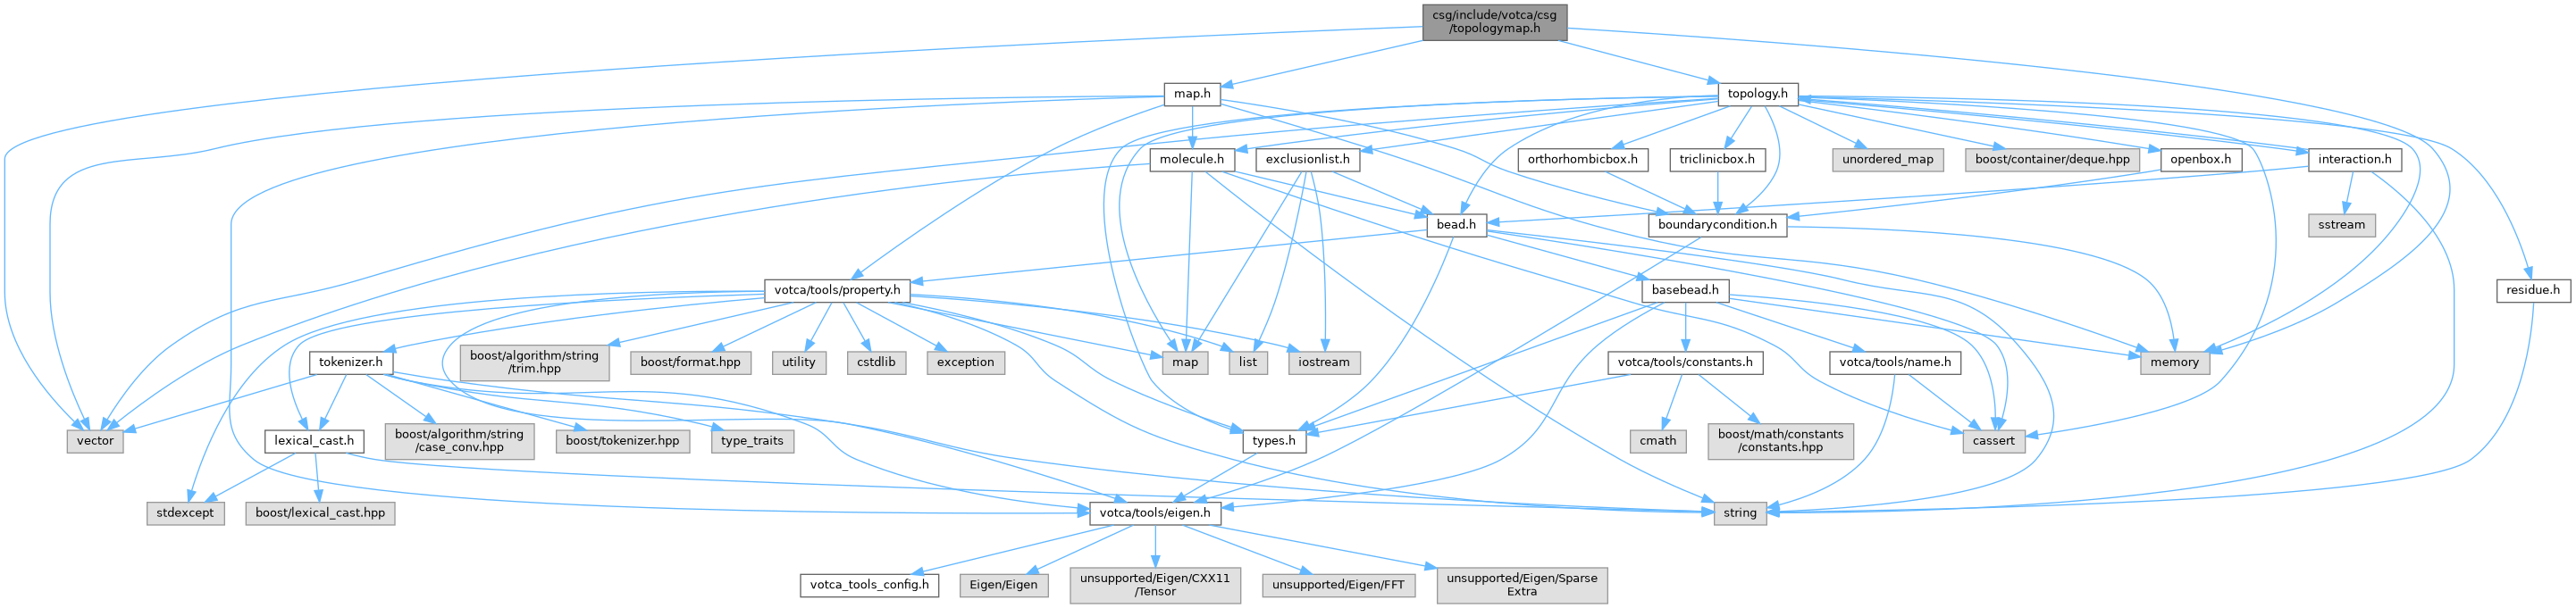 csg/include/votca/csg
/topologymap.h
map.h
topology.h
molecule.h
exclusionlist.h
orthorhombicbox.h
triclinicbox.h
unordered_map
boost/container/deque.hpp
openbox.h
interaction.h
bead.h
boundarycondition.h
sstream
votca/tools/property.h
basebead.h
residue.h
tokenizer.h
boost/algorithm/string
/trim.hpp
boost/format.hpp
utility
cstdlib
exception
map
list
iostream
votca/tools/constants.h
votca/tools/name.h
memory
vector
lexical_cast.h
boost/algorithm/string
/case_conv.hpp
boost/tokenizer.hpp
type_traits
types.h
cmath
boost/math/constants
/constants.hpp
cassert
stdexcept
boost/lexical_cast.hpp
votca/tools/eigen.h
string
votca_tools_config.h
Eigen/Eigen
unsupported/Eigen/CXX11
/Tensor
unsupported/Eigen/FFT
unsupported/Eigen/Sparse
Extra